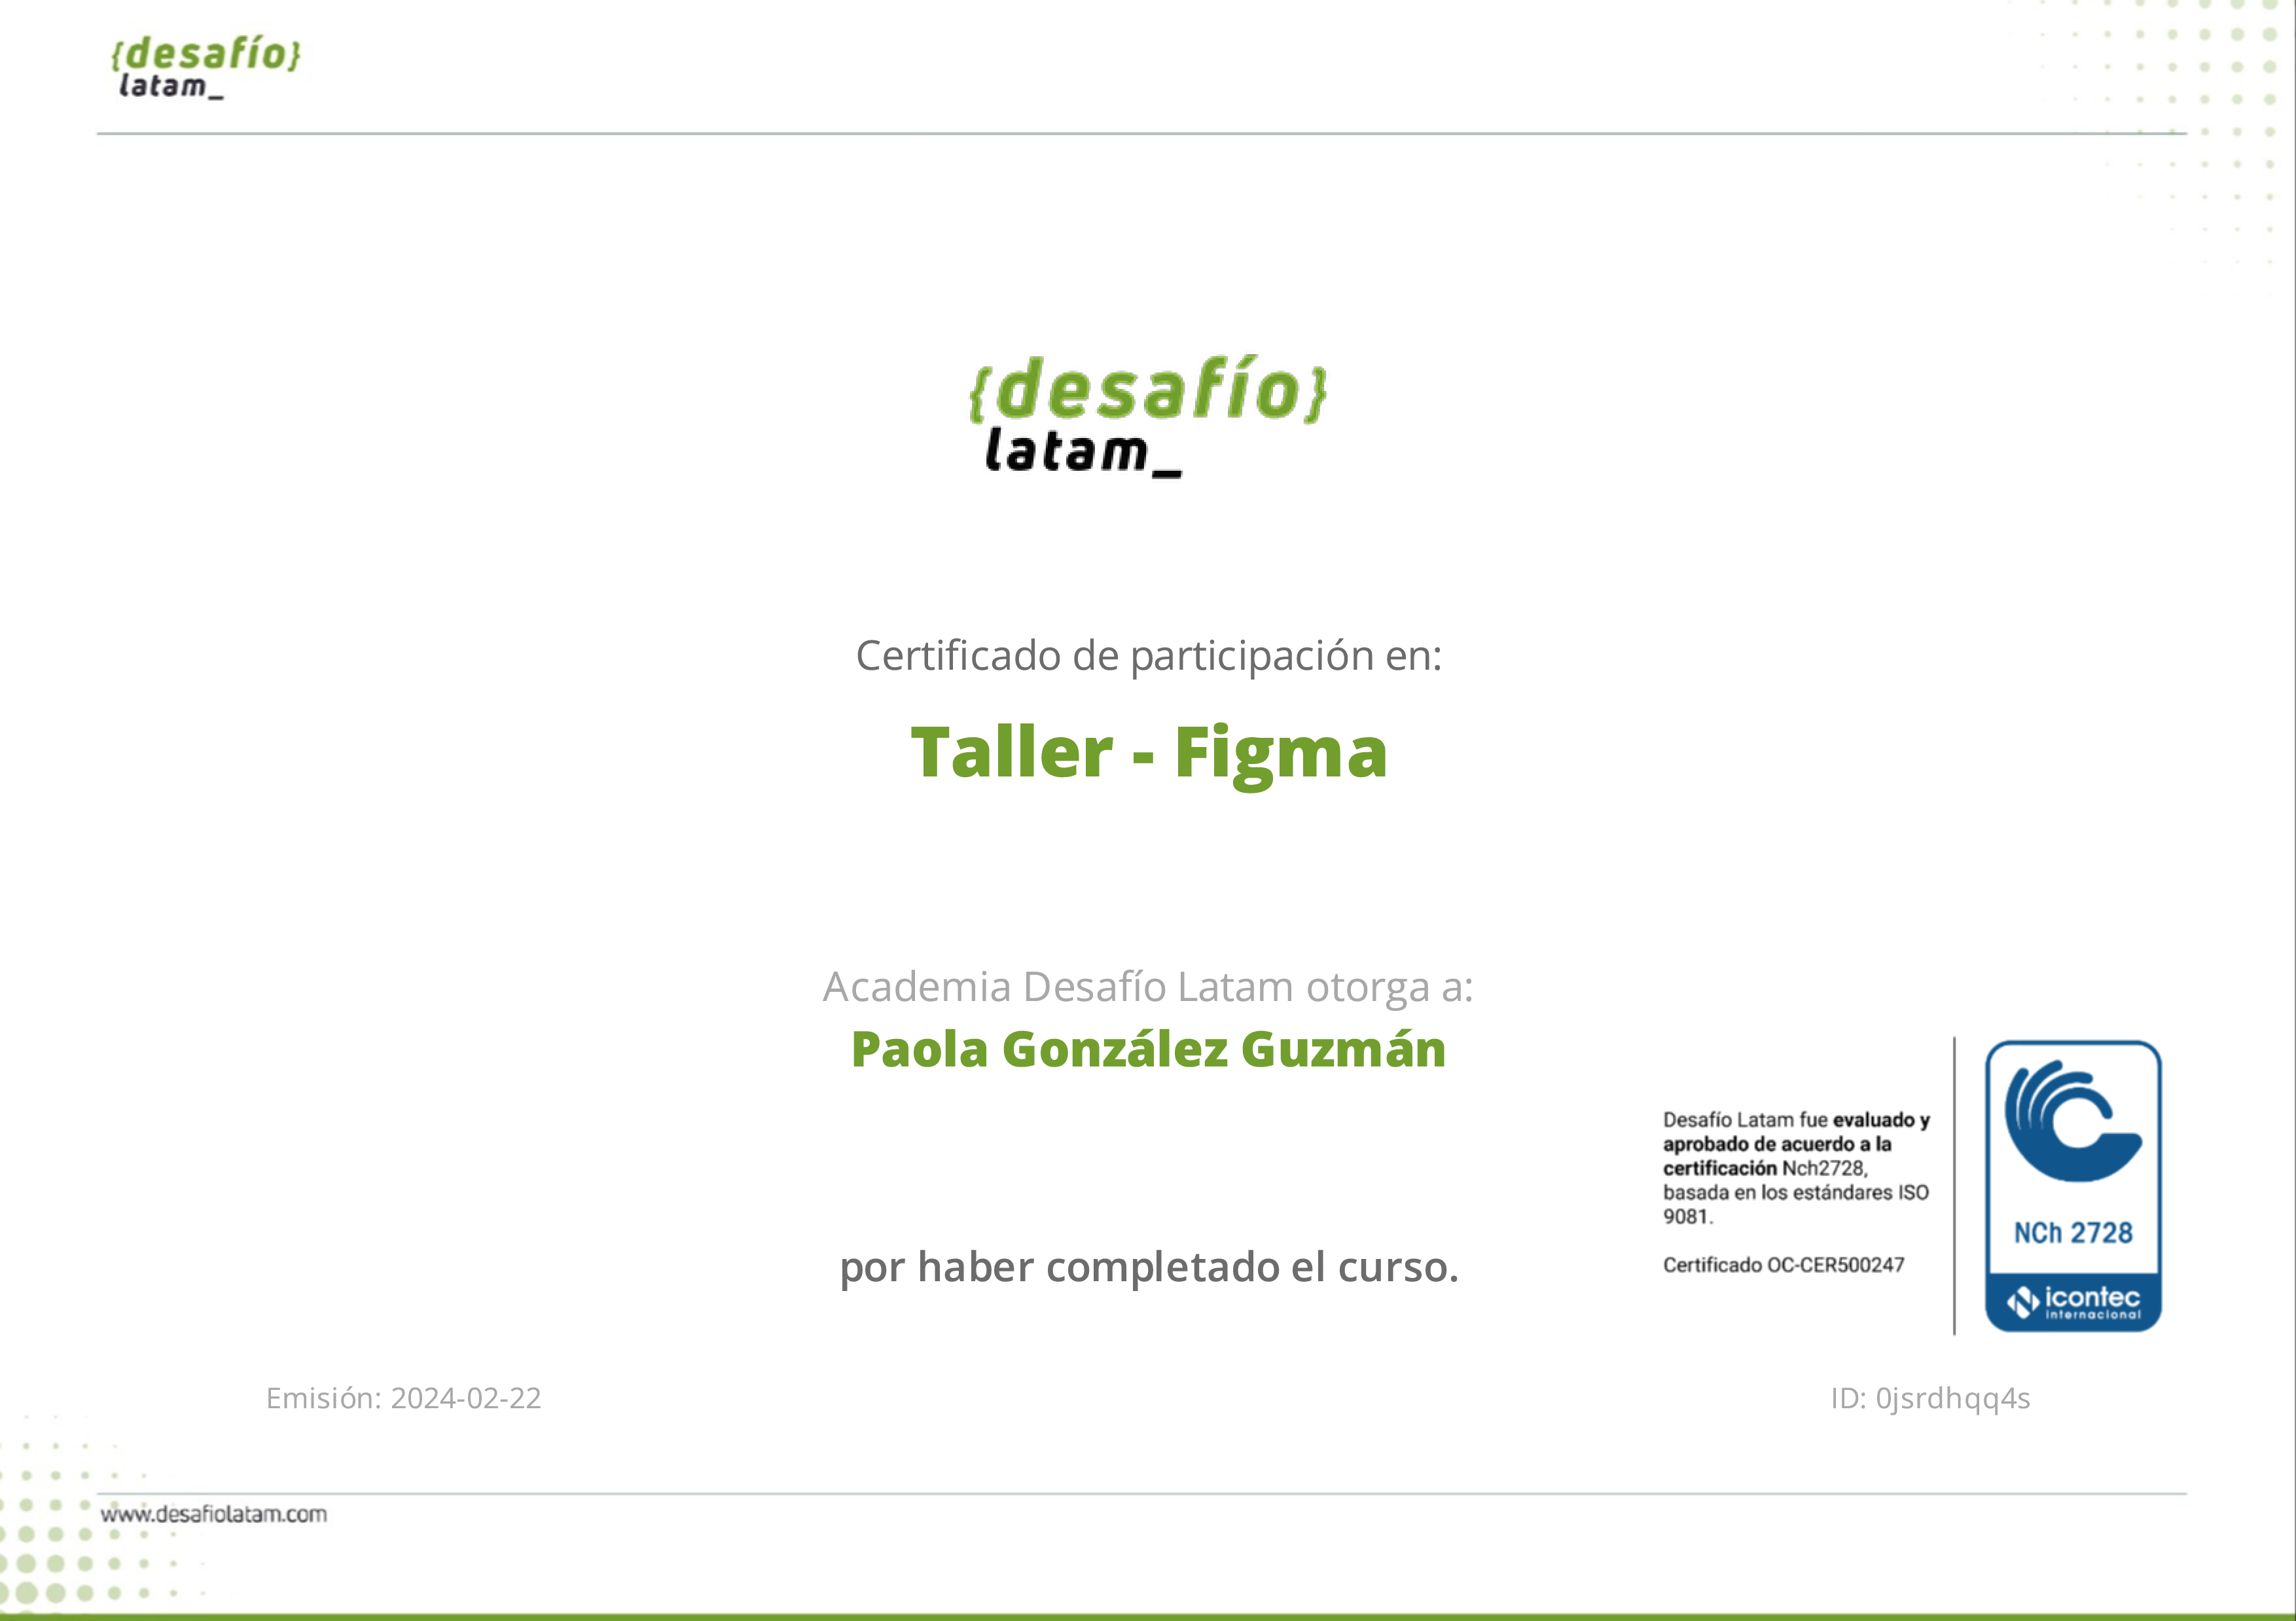 {desafío}
latam_
{desafío}
latam_
Certificado de participación en:
Taller - Figma
Academia Desafío Latam otorga a:
Paola González Guzmán
Desafío Latam fue evaluado y
aprobado de acuerdo a la
certificación Nch2728,
basada en los estándares ISO
9081.
Certificado OC-CER500247
NCh 2728
icontec
internacional
por haber completado el curso.
Emisión: 2024-02-22
ID: 0jsrdhqq4s
www.desafiolatam.com